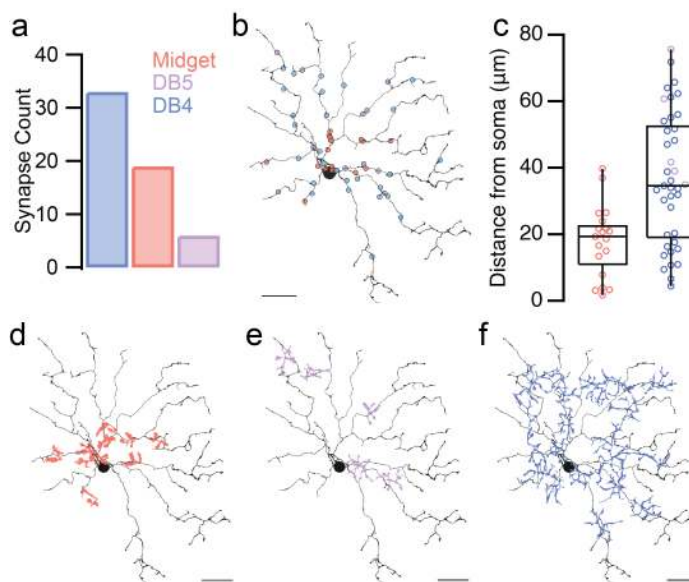 a
Synapse Count
40
30
20
10
0
Midget
DB5
DB4
b
c
Distance from soma (µm)
80
60
40
20
0
d
e
f